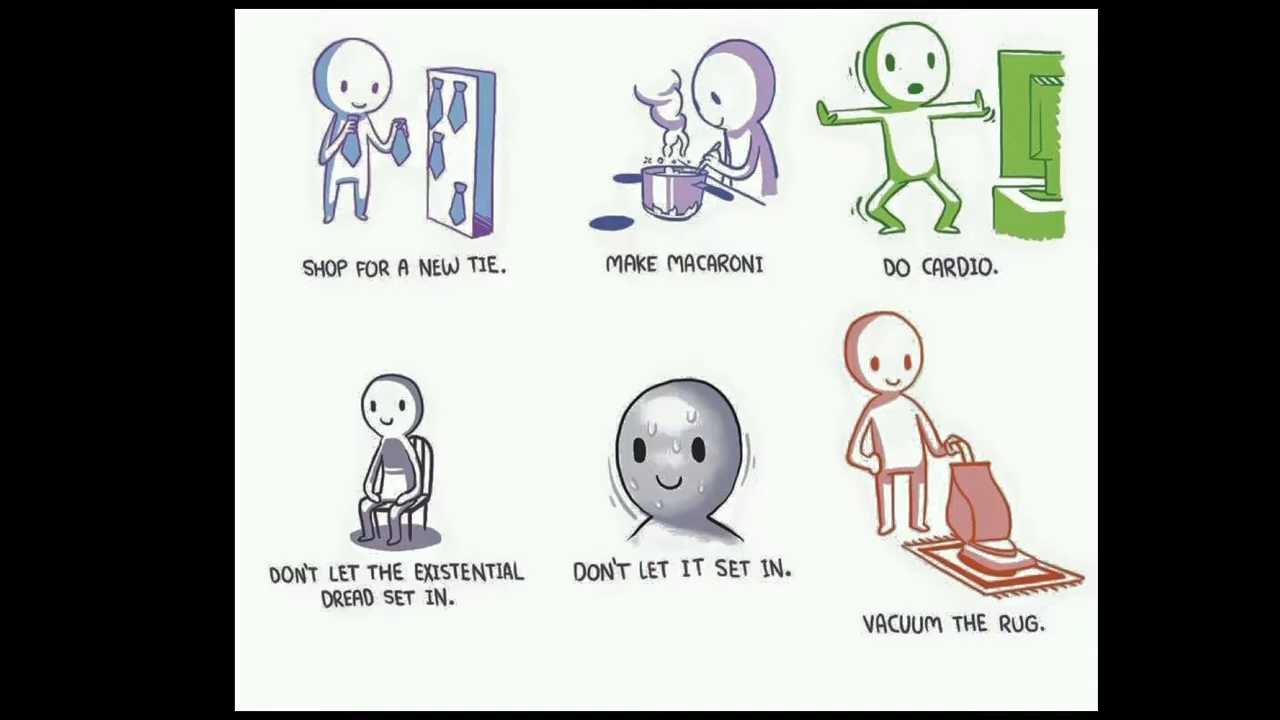 SHOP FOR A NEW TIE.
MAKE MACARONI
DO CARDIO.
DON'T LET THE EXISTENTIAL
DREAD SET IN.
DON'T LET IT SET IN.
VACUUM THE RUG.